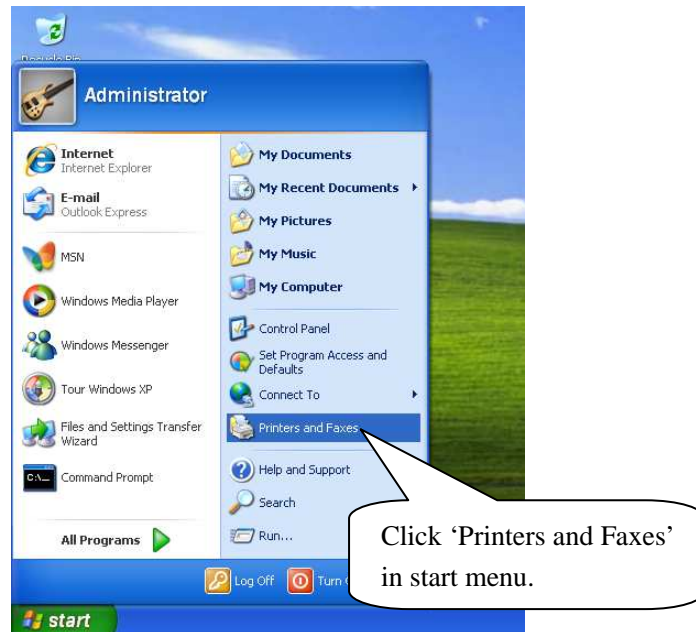 Recycle Bin
Administrator
Internet
Internet Explorer
E-mail
Outlook Express
MSN
Windows Media Player
Windows Messenger
Tour Windows XP
Files and Settings Transfer
Wizard
C:\_
Command Prompt
All Programs
My Documents
My Recent Documents
My Pictures
My Music
My Computer
Control Panel
Set Program Access and
Defaults
Connect To
Printers and Faxes
Help and Support
Search
Run...
Log Off
Turn
start
Click ‘Printers and Faxes’
in start menu.